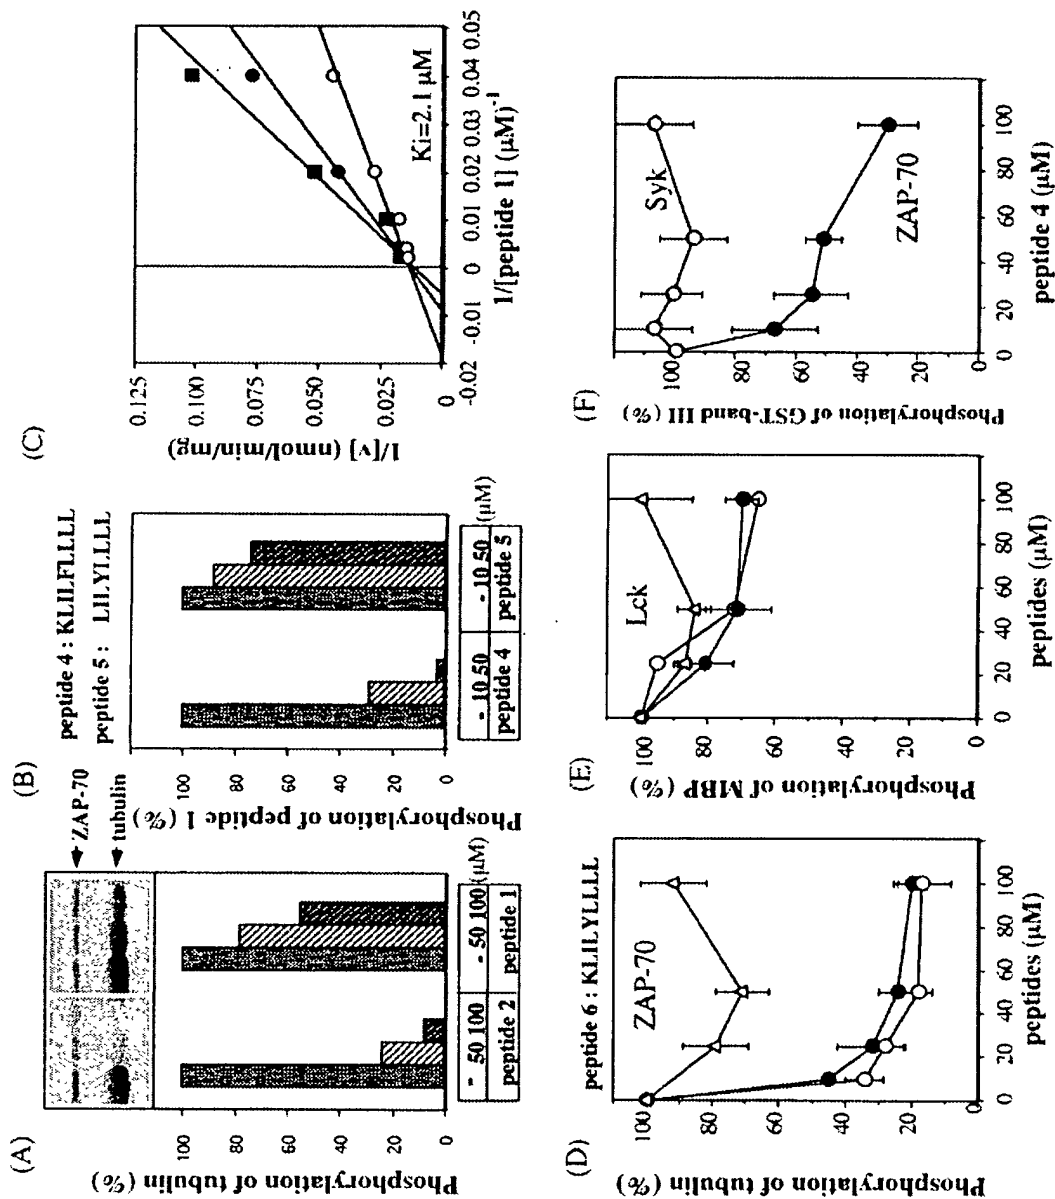 (A)
ZAP-70
tubulin
Phosphorylation of tubulin (%)
100
80
60
40
20
0
- 50 100 - 50 100 (μM)
peptide 2 peptide 1
(B)
peptide 4 : KLILFLLLL
peptide 5 : LILYLLLL
Phosphorylation of peptide 1 (%)
100
80
60
40
20
0
- 10 50 - 10 50 (μM)
peptide 4 peptide 5
(C)
1/[v] (nmol/min/mg)
0.125
0.100
0.075
0.050
0.025
0
-0.02 -0.01 0 0.01 0.02 0.03 0.04 0.05
Ki=2.1 μM
1/[peptide 1] (μM)-1
(D)
peptide 6 : KLILYLLLL
ZAP-70
Phosphorylation of tubulin (%)
100
80
60
40
20
0 20 40 60 80 100
peptides (μM)
(E)
Lck
Phosphorylation of MBP (%)
100
80
60
40
20
0
0 20 40 60 80 100
peptides (μM)
(F)
Syk
ZAP-70
Phosphorylation of GST-band III (%)
100
80
60
40
20
0
0 20 40 60 80 100
peptide 4 (μM)